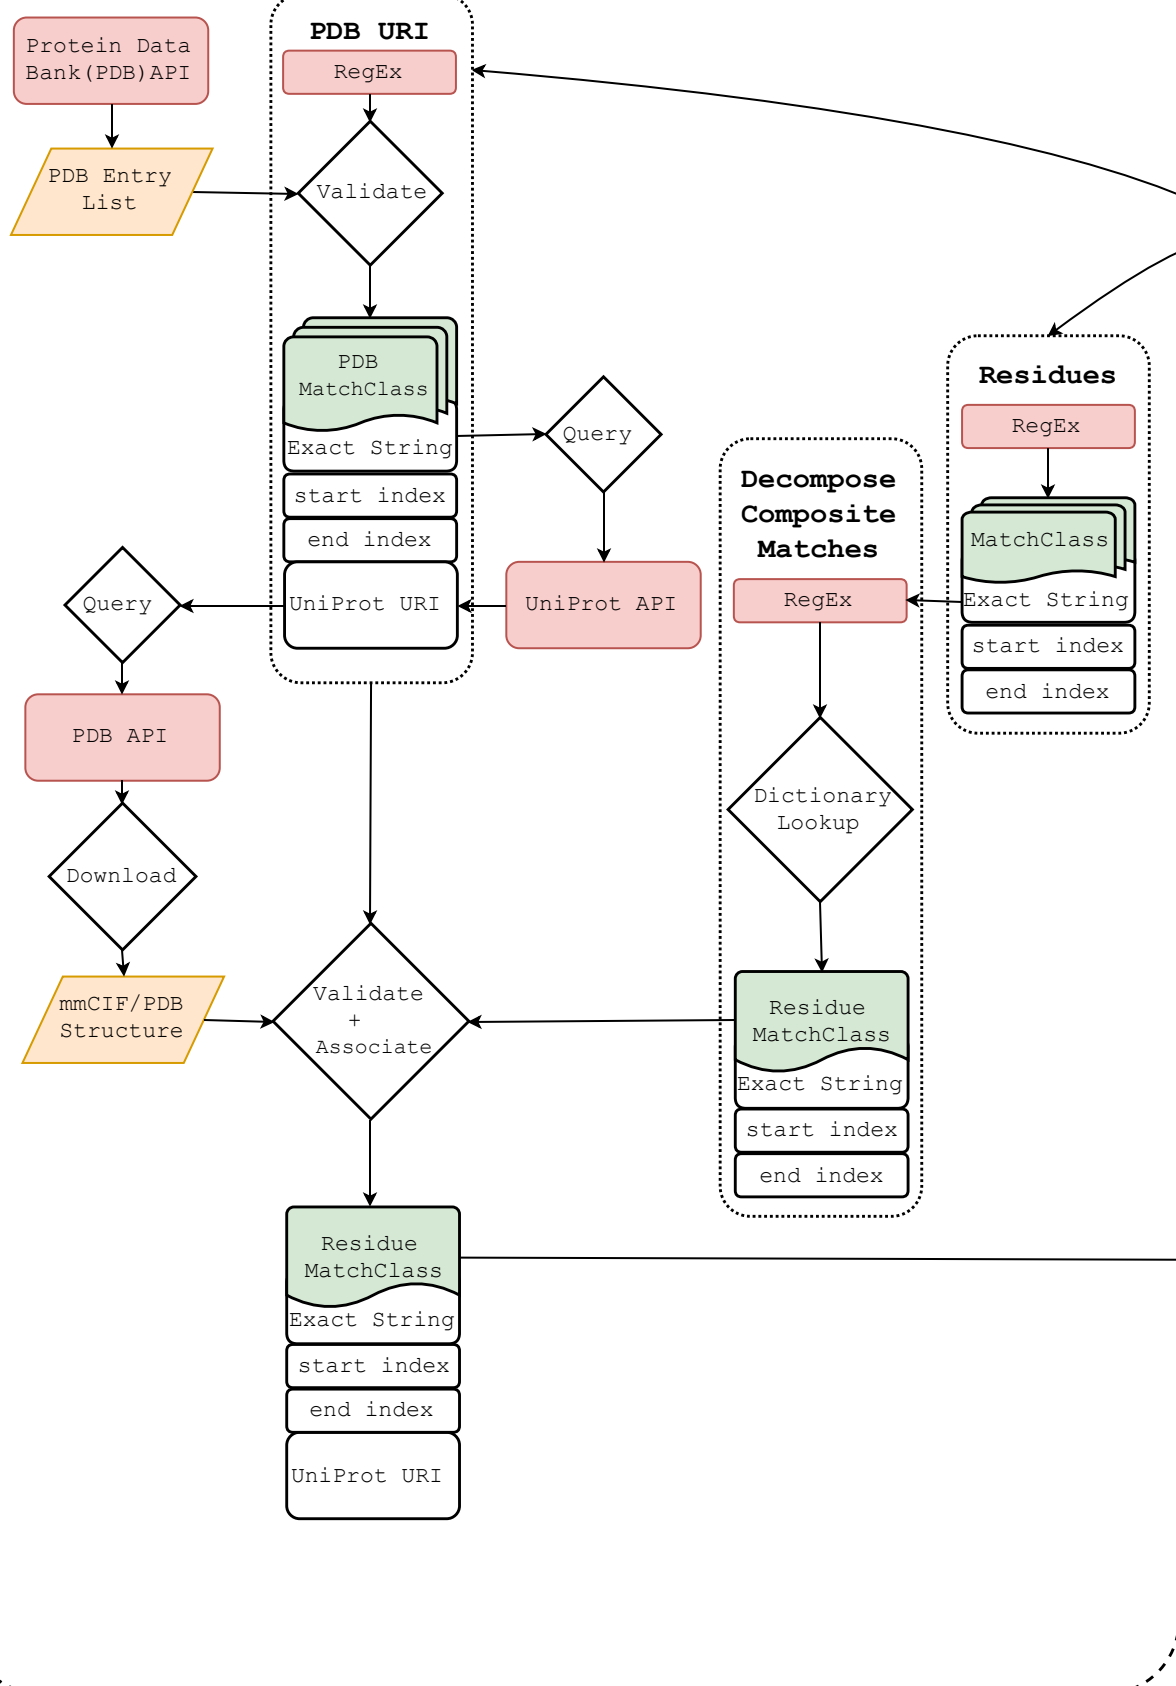 Protein Data
Bank(PDB)API
PDB Entry
List
PDB URI
RegEx
Validate
PDB
MatchClass
Exact String
start index
end index
UniProt URI
Query
UniProt API
Query
PDB API
Download
mmCIF/PDB
Structure
Residues
RegEx
MatchClass
Exact String
start index
end index
Decompose
Composite
Matches
RegEx
Dictionary
Lookup
Residue
MatchClass
Exact String
start index
end index
Validate
+
Associate
Residue
MatchClass
Exact String
start index
end index
UniProt URI